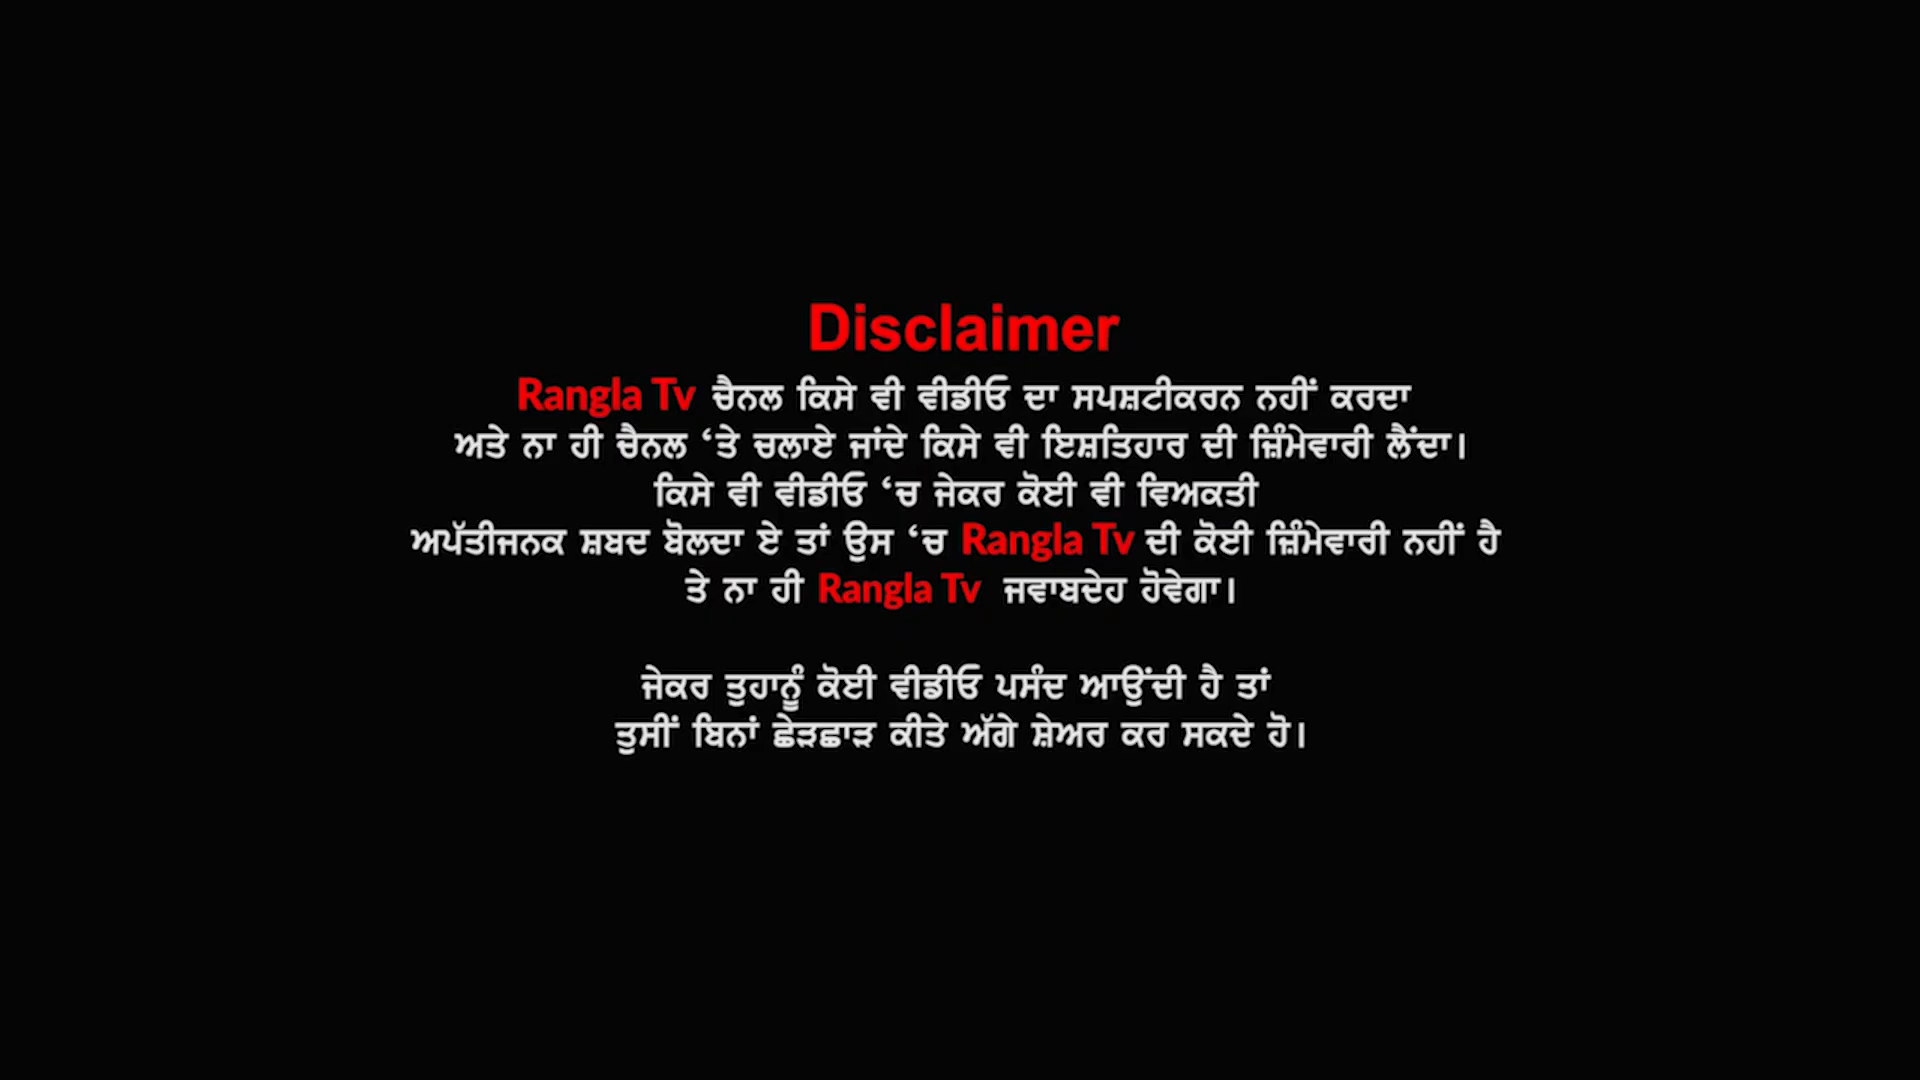 Disclaimer
Rangla Tv ਚੈਨਲ ਕਿਸੇ ਵੀ ਵੀਡੀਓ ਦਾ ਸਪਸ਼ਟੀਕਰਨ ਨਹੀਂ ਕਰਦਾ
ਅਤੇ ਨਾ ਹੀ ਚੈਨਲ ‘ਤੇ ਚਲਾਏ ਜਾਂਦੇ ਕਿਸੇ ਵੀ ਇਸ਼ਤਿਹਾਰ ਦੀ ਜ਼ਿੰਮੇਵਾਰੀ ਲੈਂਦਾ।
ਕਿਸੇ ਵੀ ਵੀਡੀਓ ‘ਚ ਜੇਕਰ ਕੋਈ ਵੀ ਵਿਅਕਤੀ
ਅਪੱਤੀਜਨਕ ਸ਼ਬਦ ਬੋਲਦਾ ਏ ਤਾਂ ਉਸ ‘ਚ Rangla Tv ਦੀ ਕੋਈ ਜ਼ਿੰਮੇਵਾਰੀ ਨਹੀਂ ਹੈ
ਤੇ ਨਾ ਹੀ Rangla Tv ਜਵਾਬਦੇਹ ਹੋਵੇਗਾ।
ਜੇਕਰ ਤੁਹਾਨੂੰ ਕੋਈ ਵੀਡੀਓ ਪਸੰਦ ਆਉਂਦੀ ਹੈ ਤਾਂ
ਤੁਸੀਂ ਬਿਨਾਂ ਛੇੜਛਾੜ ਕੀਤੇ ਅੱਗੇ ਸ਼ੇਅਰ ਕਰ ਸਕਦੇ ਹੋ।